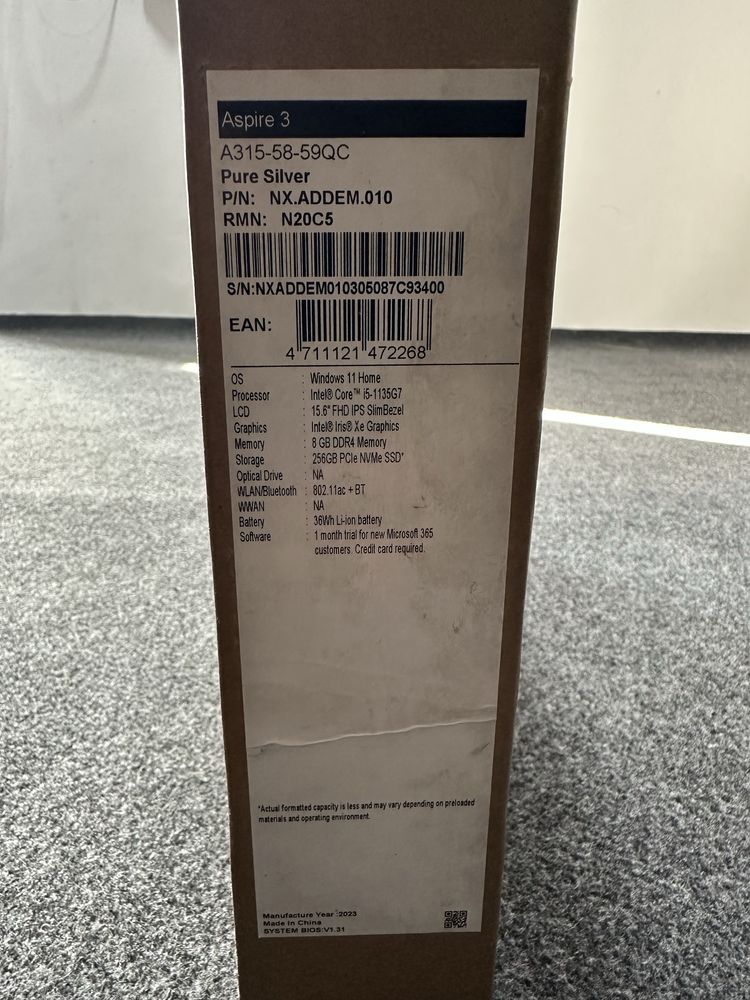 Aspire 3
A315-58-59QC
Pure Silver
P/N: NX.ADDEM.010
RMN: N20C5
S/N:NXADDEM010305087C93400
EAN:
4 711121 472268
OS : Windows 11 Home
Processor : Intel® Core™ i5-1135G7
LCD : 15.6" FHD IPS SlimBezel
Graphics : Intel® Iris® Xe Graphics
Memory : 8 GB DDR4 Memory
Storage : 256GB PCIe NVMe SSD*
Optical Drive : NA
WLAN/Bluetooth : 802.11ac + BT
WWAN : NA
Battery : 36Wh Li-ion battery
Software : 1 month trial for new Microsoft 365
customers. Credit card required.
*Actual formatted capacity is less and may vary depending on preloaded
materials and operating environment.
Manufacture Year :2023
Made In China
SYSTEM BIOS:V1.31